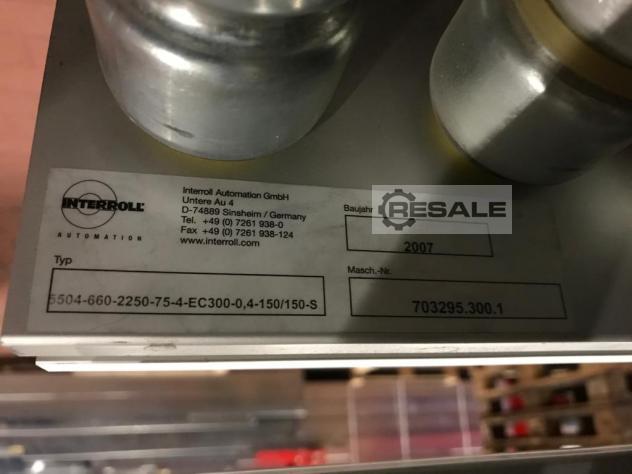 INTERROLL
AUTOMATION
Interroll Automation GmbH
Untere Au 4
D-74889 Sinsheim / Germany
Tel. +49 (0) 7261 938-0
Fax +49 (0) 7261 938-124
www.interroll.com
Baujahr
2007
RESALE
Typ
5504-660-2250-75-4-EC300-0,4-150/150-S
Masch.-Nr.
703295.300.1